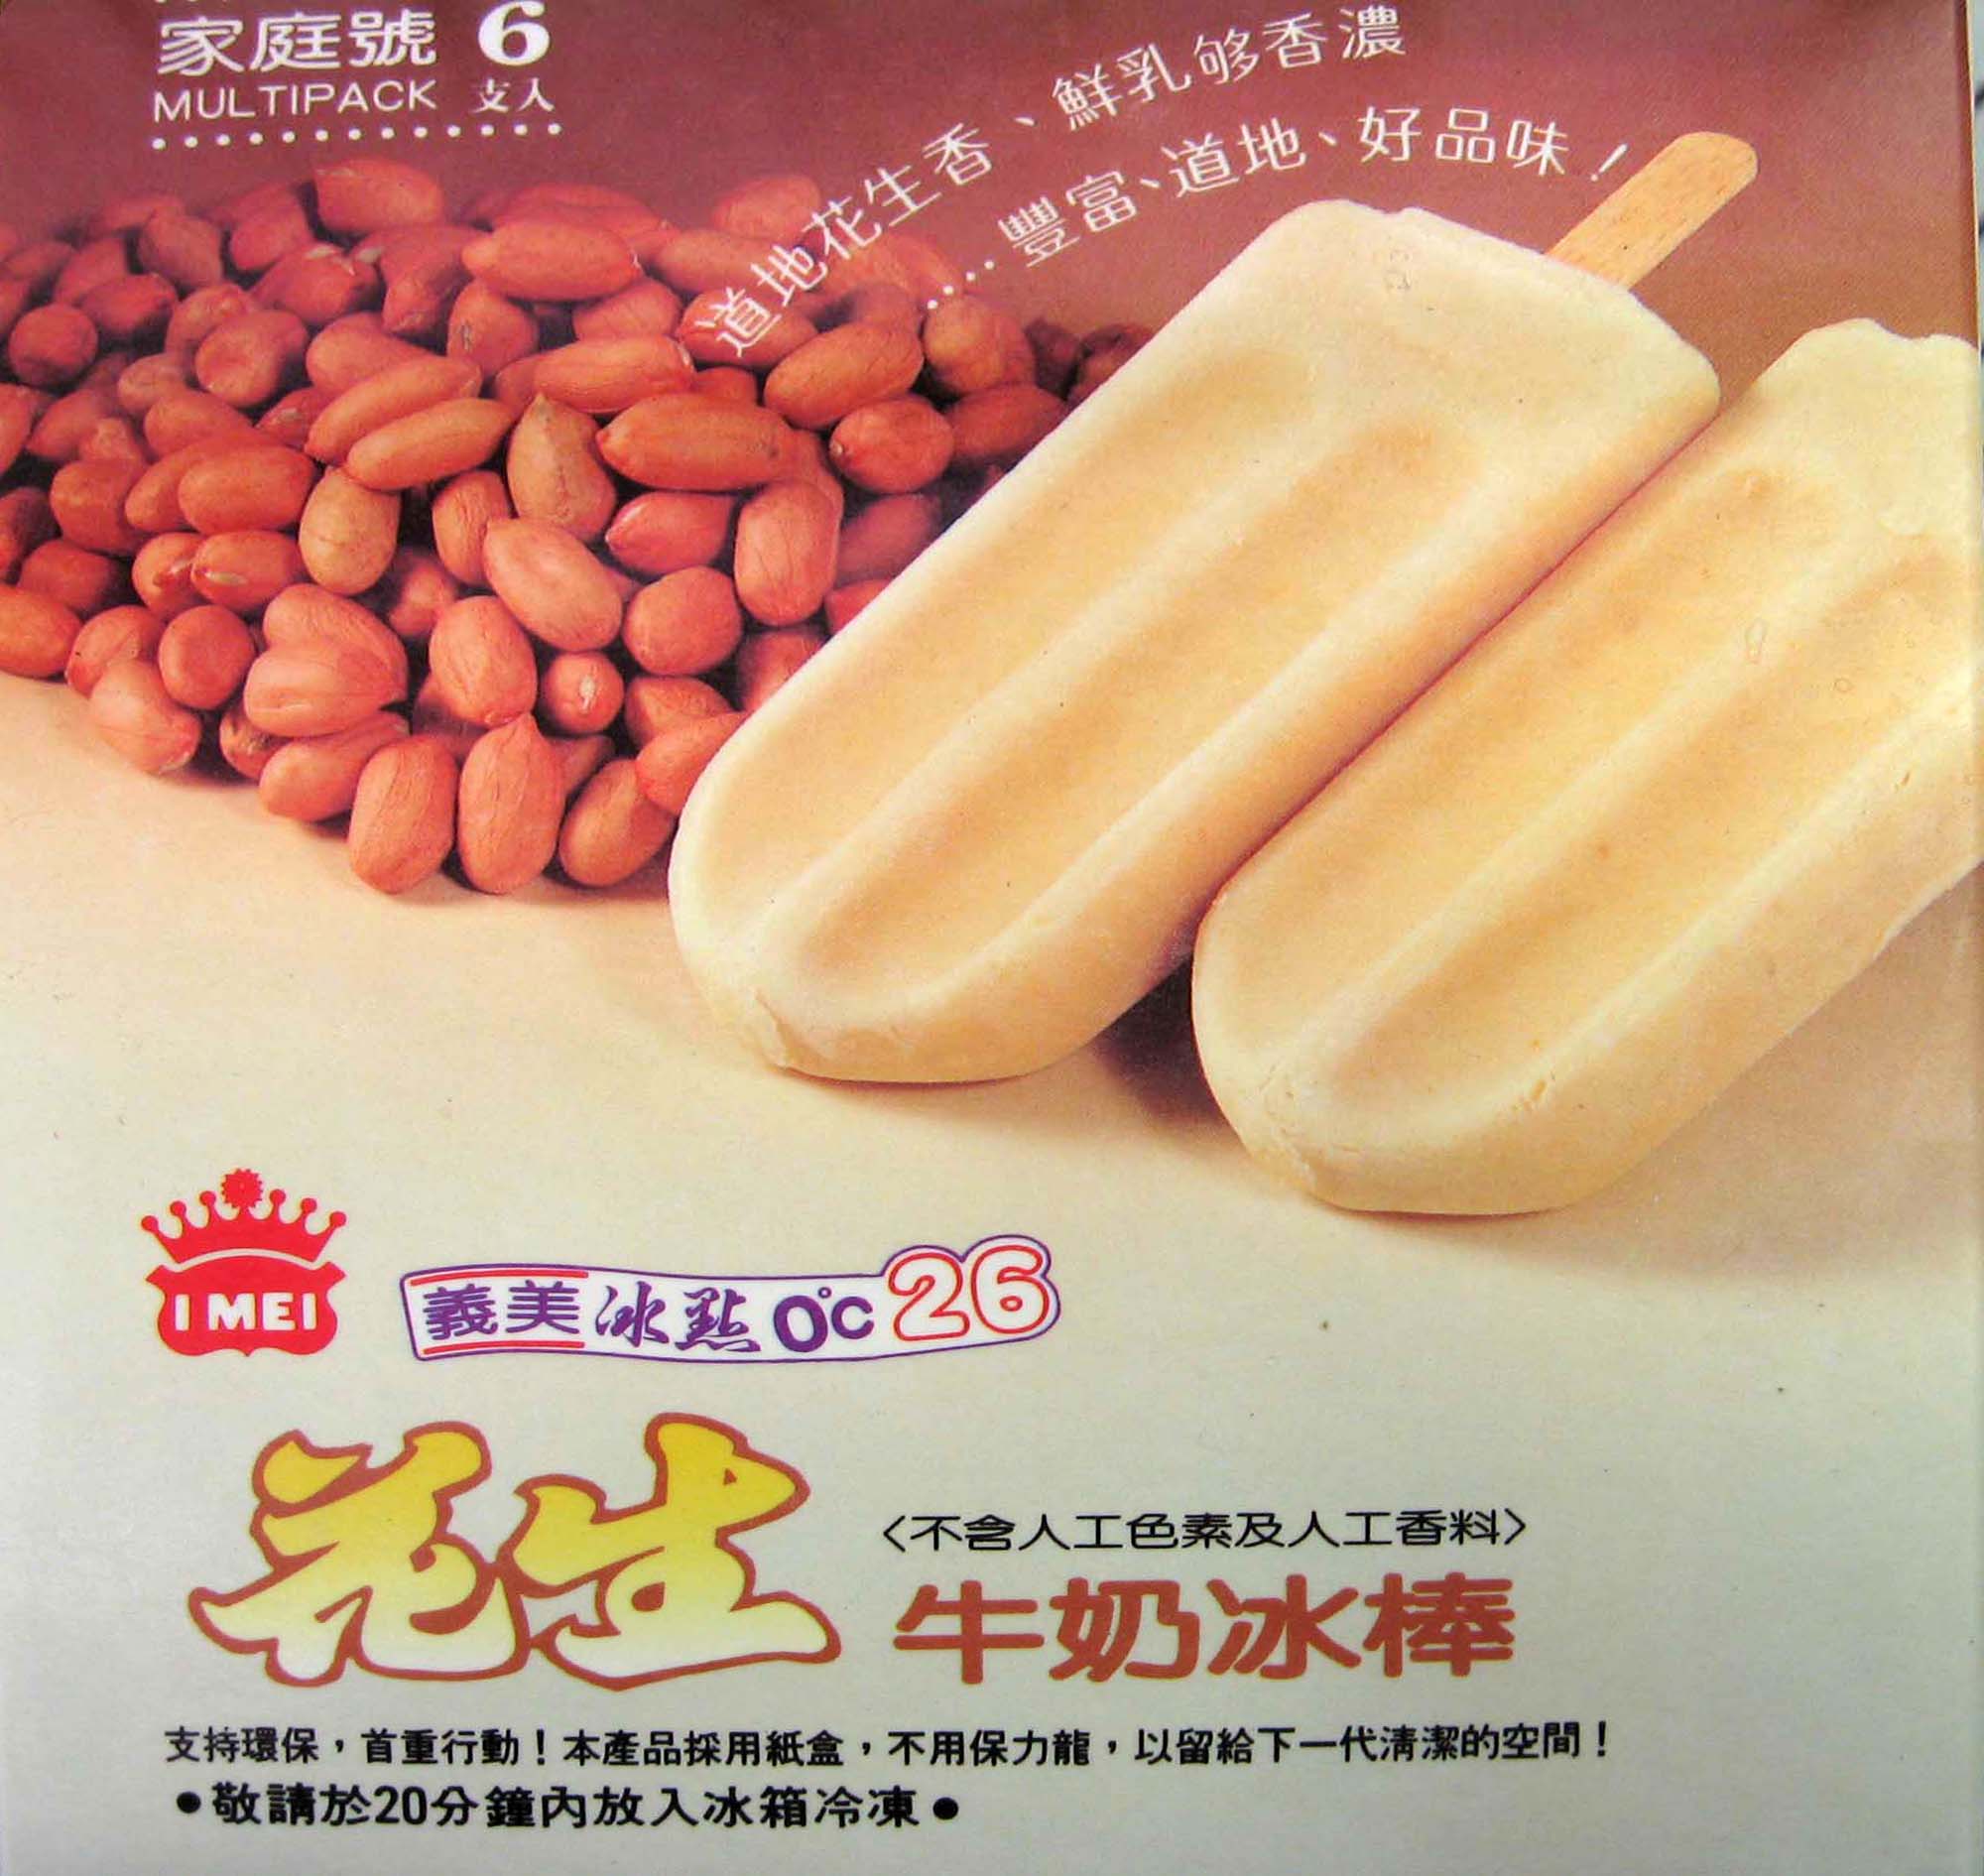 家庭號 6
MULTIPACK 支入
道地花生香、鮮乳够香濃
.....豐富、道地、好品味！
I MEI
義美冰點0℃26
花生
〈不含人工色素及人工香料〉
牛奶冰棒
支持環保，首重行動！本產品採用紙盒，不用保力龍，以留給下一代清潔的空間！
●敬請於20分鐘內放入冰箱冷凍●